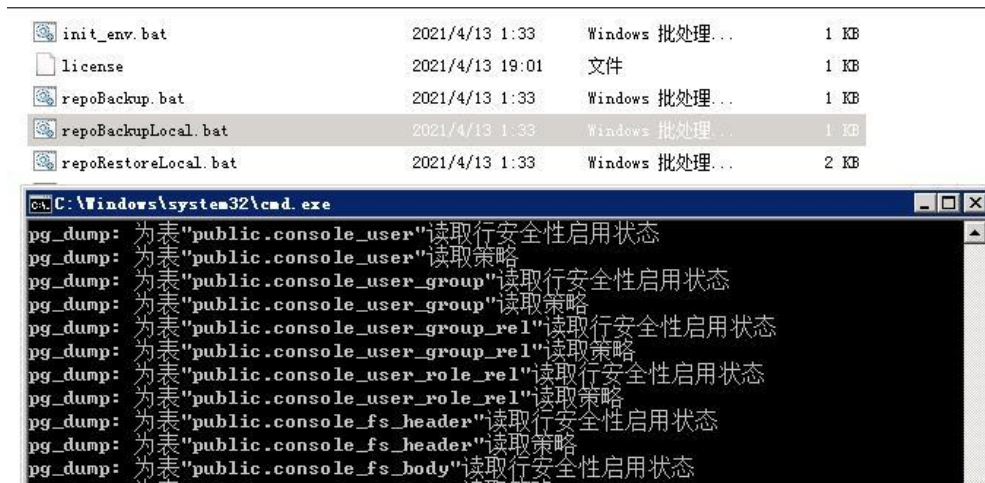 init_env.bat 2021/4/13 1:33 Windows 批处理... 1 KB
license 2021/4/13 19:01 文件 1 KB
repoBackup.bat 2021/4/13 1:33 Windows 批处理... 1 KB
repoBackupLocal.bat 2021/4/13 1:33 Windows 批处理... 1 KB
repoRestoreLocal.bat 2021/4/13 1:33 Windows 批处理... 2 KB
C:\Windows\system32\cmd.exe
pg_dump: 为表"public.console_user"读取行安全性启用状态
pg_dump: 为表"public.console_user"读取策略
pg_dump: 为表"public.console_user_group"读取行安全性启用状态
pg_dump: 为表"public.console_user_group"读取策略
pg_dump: 为表"public.console_user_group_rel"读取行安全性启用状态
pg_dump: 为表"public.console_user_group_rel"读取策略
pg_dump: 为表"public.console_user_role_rel"读取行安全性启用状态
pg_dump: 为表"public.console_user_role_rel"读取策略
pg_dump: 为表"public.console_fs_header"读取行安全性启用状态
pg_dump: 为表"public.console_fs_header"读取策略
pg_dump: 为表"public.console_fs_body"读取行安全性启用状态